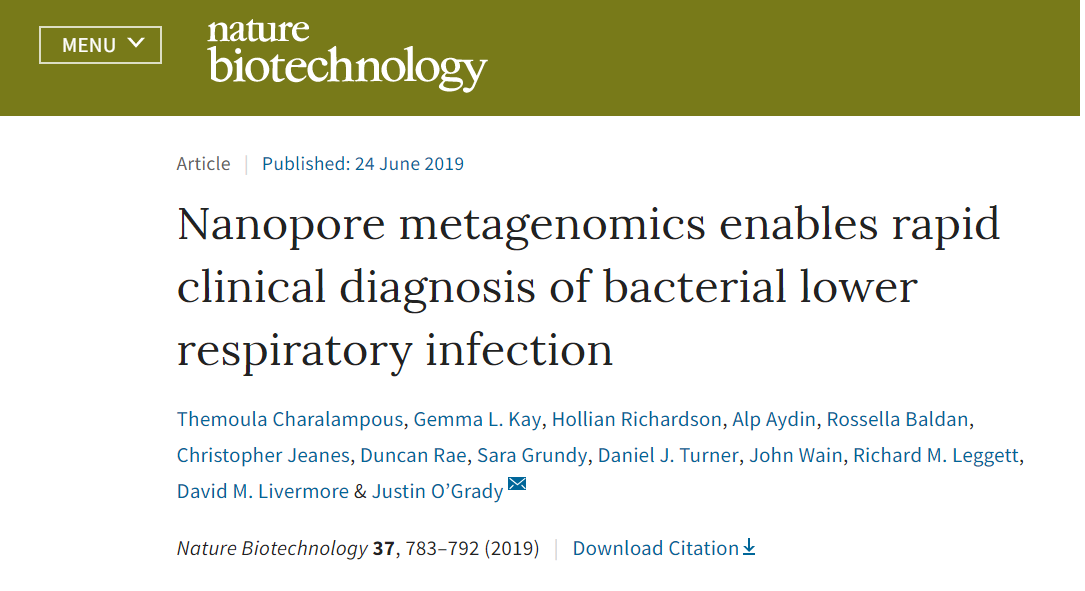 MENU
nature
biotechnology
Article | Published: 24 June 2019
Nanopore metagenomics enables rapid
clinical diagnosis of bacterial lower
respiratory infection
Themoula Charalampous, Gemma L. Kay, Hollian Richardson, Alp Aydin, Rossella Baldan,
Christopher Jeanes, Duncan Rae, Sara Grundy, Daniel J. Turner, John Wain, Richard M. Leggett,
David M. Livermore & Justin O’Grady
Nature Biotechnology 37, 783–792 (2019) | Download Citation